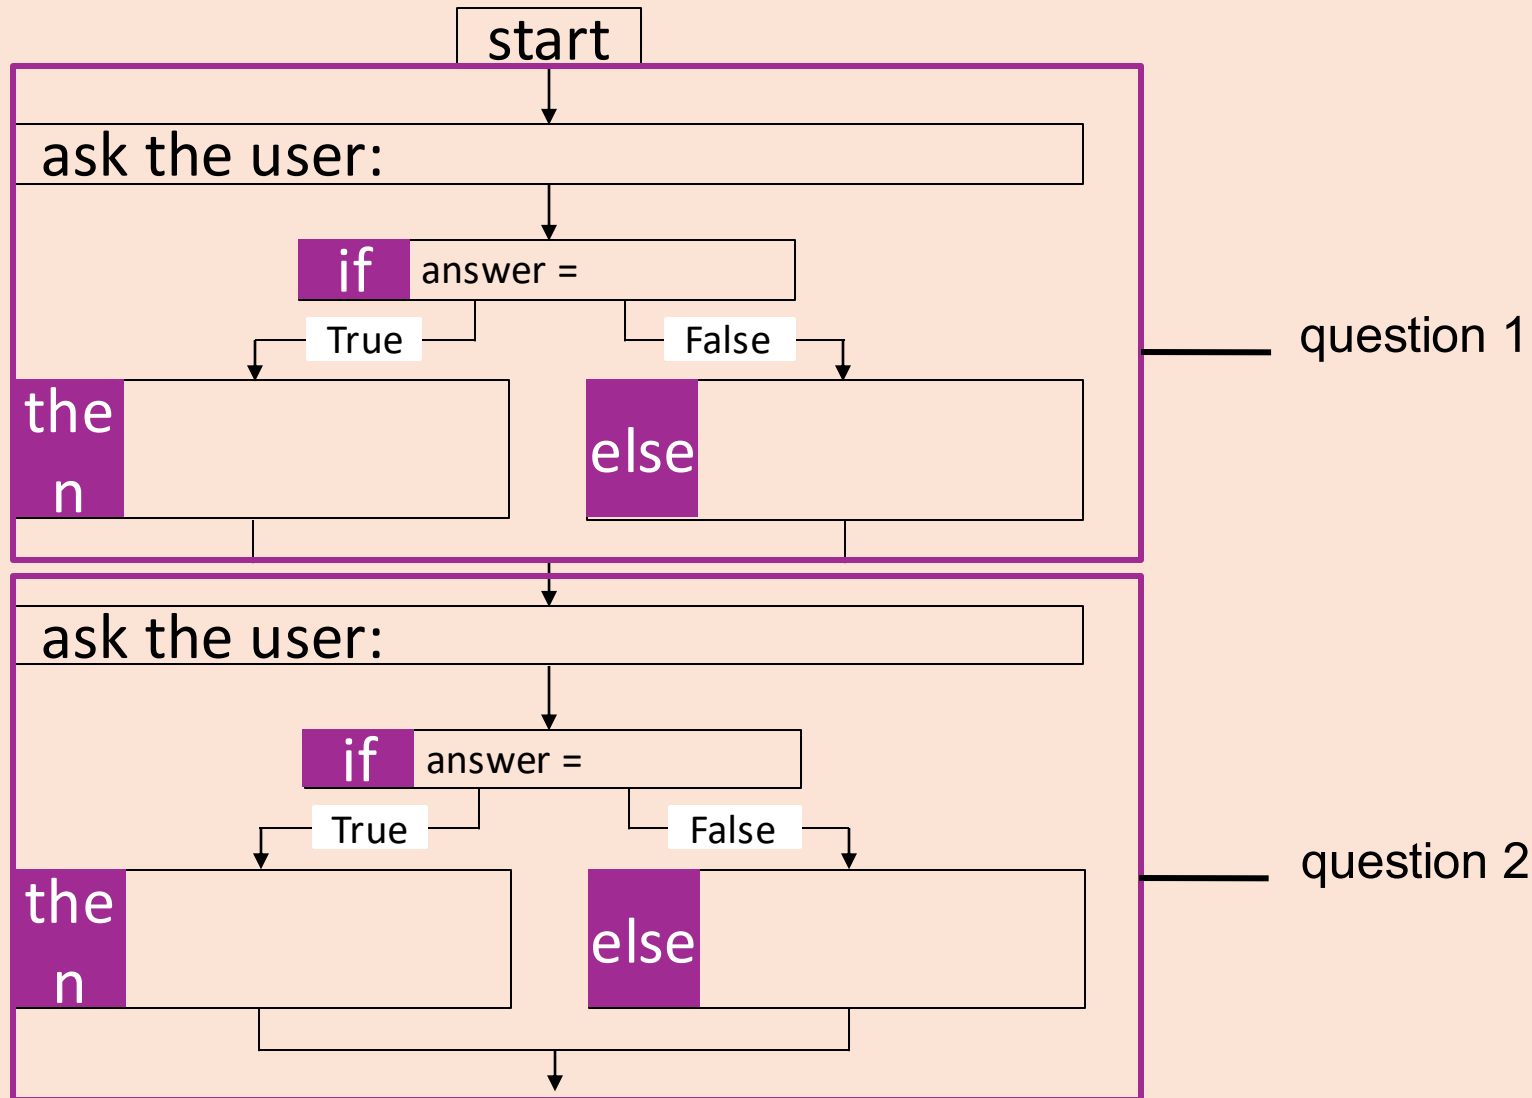 start
ask the user:
if answer =
True False
question 1
the
n
else
ask the user:
if answer =
True False
question 2
the
n
else